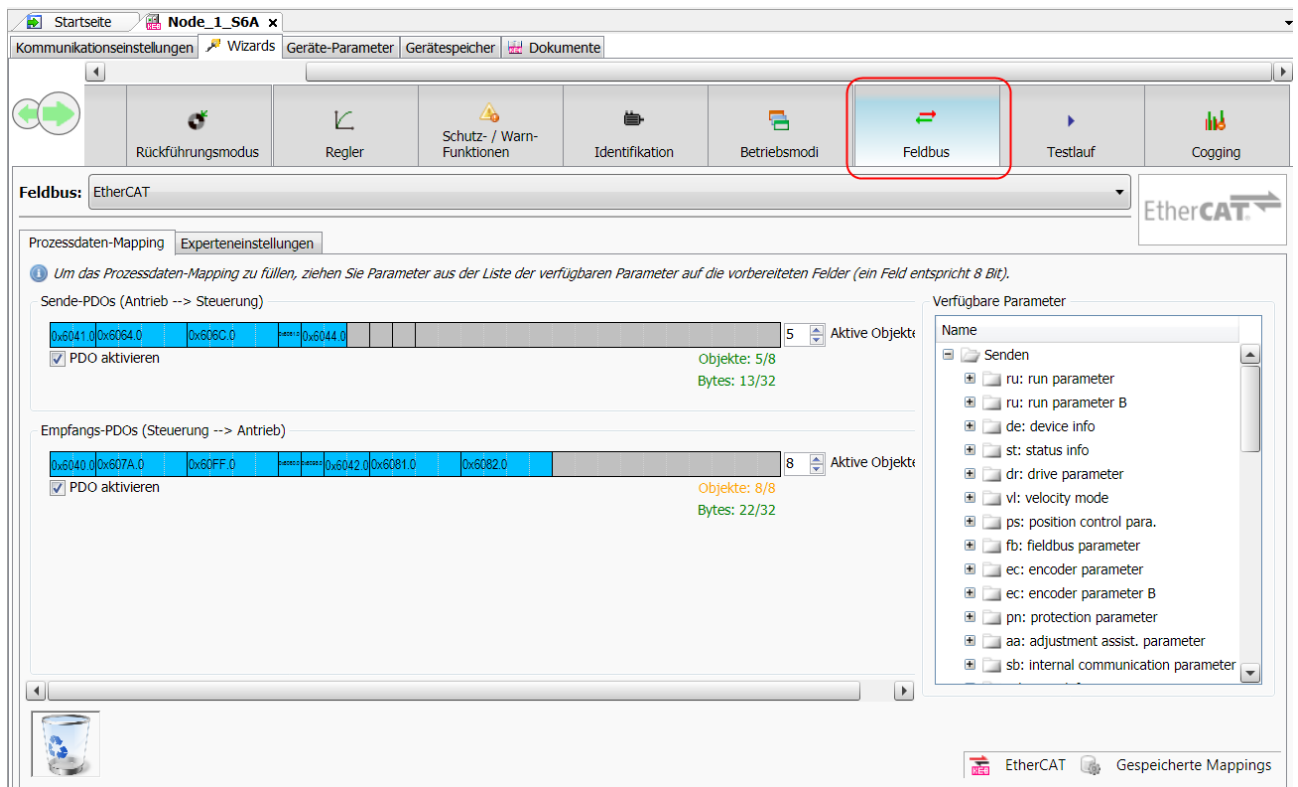 Startseite
Node_1_S6A
Kommunikationseinstellungen
Wizards
Geräte-Parameter
Gerätespeicher
Dokumente
Rückführungsmodus
Regler
Schutz- / Warn-
Funktionen
Identifikation
Betriebsmodi
Feldbus
Testlauf
Cogging
Feldbus: EtherCAT
EtherCAT
Prozessdaten-Mapping
Experteneinstellungen
Um das Prozessdaten-Mapping zu füllen, ziehen Sie Parameter aus der Liste der verfügbaren Parameter auf die vorbereiteten Felder (ein Feld entspricht 8 Bit).
Sende-PDOs (Antrieb --> Steuerung)
0x6041.0 0x6064.0 0x606C.0 0x6044.0
5 Aktive Objekte
PDO aktivieren
Objekte: 5/8
Bytes: 13/32
Empfangs-PDOs (Steuerung --> Antrieb)
0x6040.0 0x607A.0 0x60FF.0 0x6042.0 0x6081.0 0x6082.0
8 Aktive Objekte
PDO aktivieren
Objekte: 8/8
Bytes: 22/32
Verfügbare Parameter
Name
Senden
ru: run parameter
ru: run parameter B
de: device info
st: status info
dr: drive parameter
vl: velocity mode
ps: position control para.
fb: fieldbus parameter
ec: encoder parameter
ec: encoder parameter B
pn: protection parameter
aa: adjustment assist. parameter
sb: internal communication parameter
EtherCAT
Gespeicherte Mappings